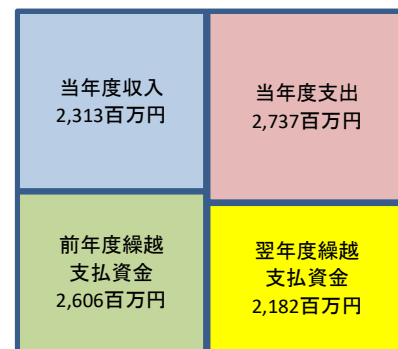 当年度収入
2,313百万円
当年度支出
2,737百万円
前年度繰越
支払資金
2,606百万円
翌年度繰越
支払資金
2,182百万円